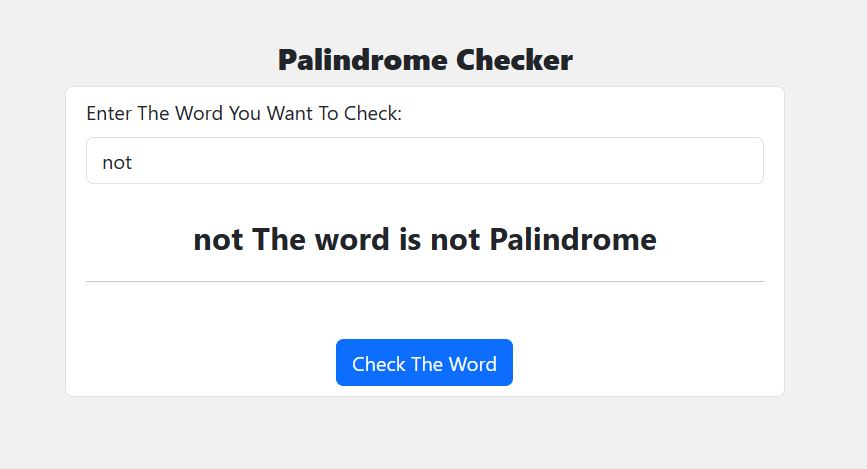 Palindrome Checker
Enter The Word You Want To Check:
not
not The word is not Palindrome
Check The Word